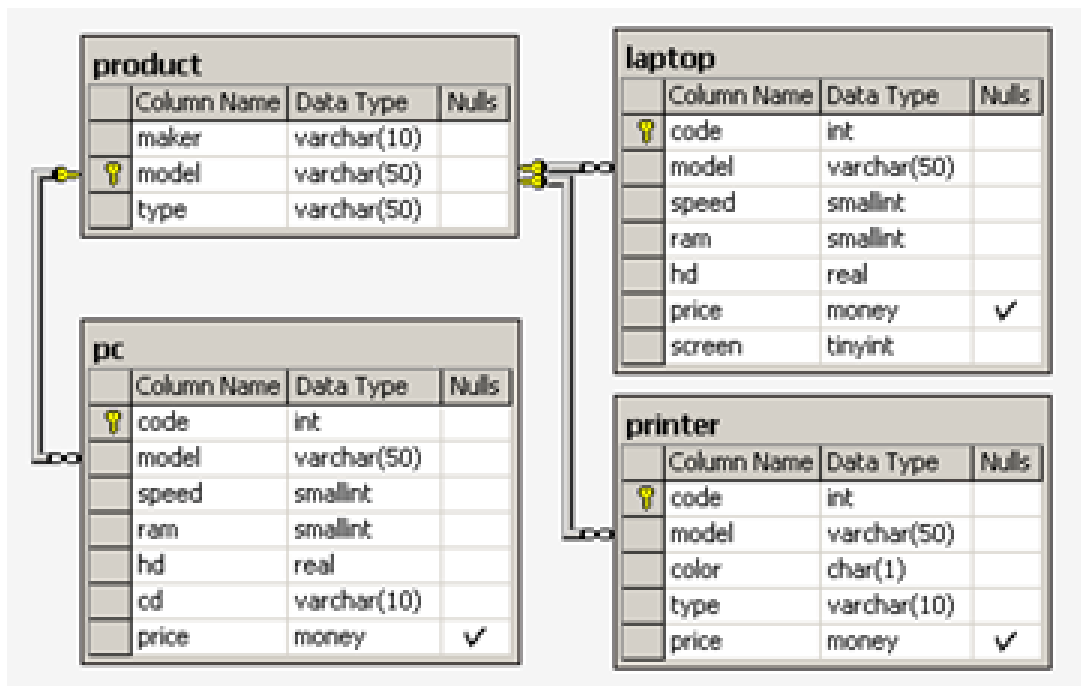 product
Column Name Data Type Nulls
maker varchar(10)
model varchar(50)
type varchar(50)
pc
Column Name Data Type Nulls
code int
model varchar(50)
speed smallint
ram smallint
hd real
cd varchar(10)
price money ✓
laptop
Column Name Data Type Nulls
code int
model varchar(50)
speed smallint
ram smallint
hd real
price money ✓
screen tinyint
printer
Column Name Data Type Nulls
code int
model varchar(50)
color char(1)
type varchar(10)
price money ✓